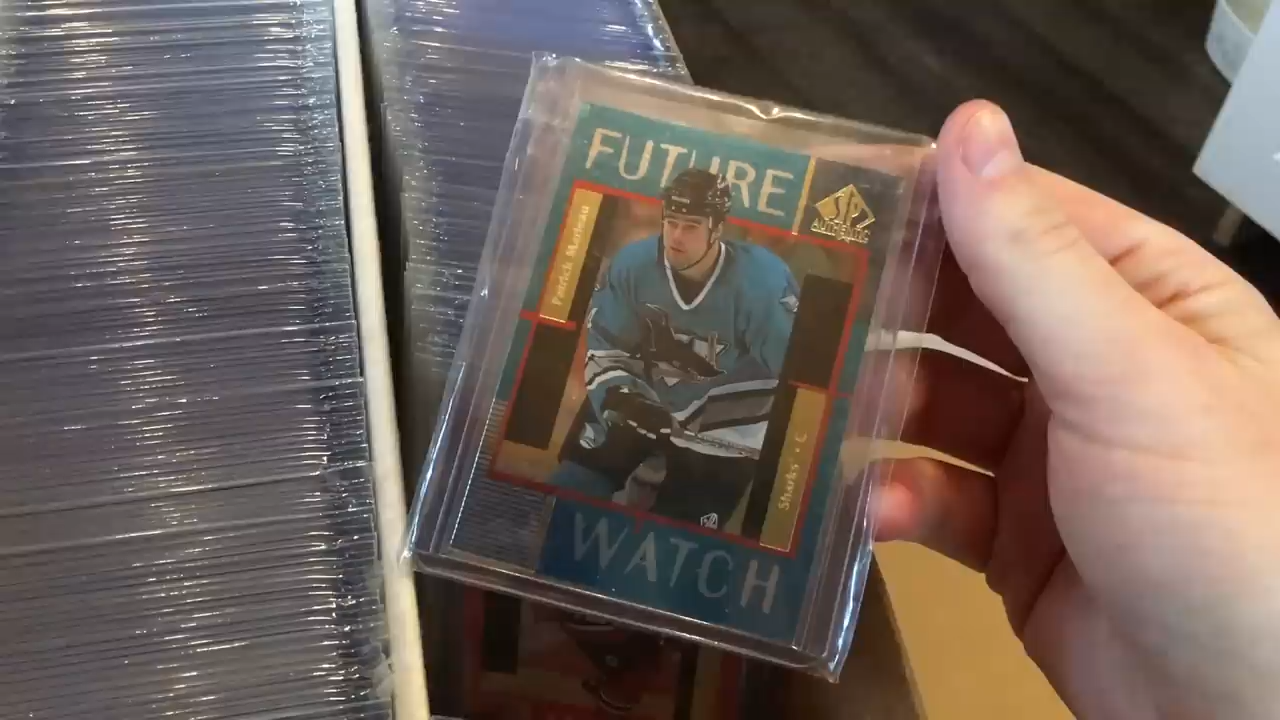 FUTURE
SP
AUTHENTIC
Patrick Marleau
Sharks • C
WATCH